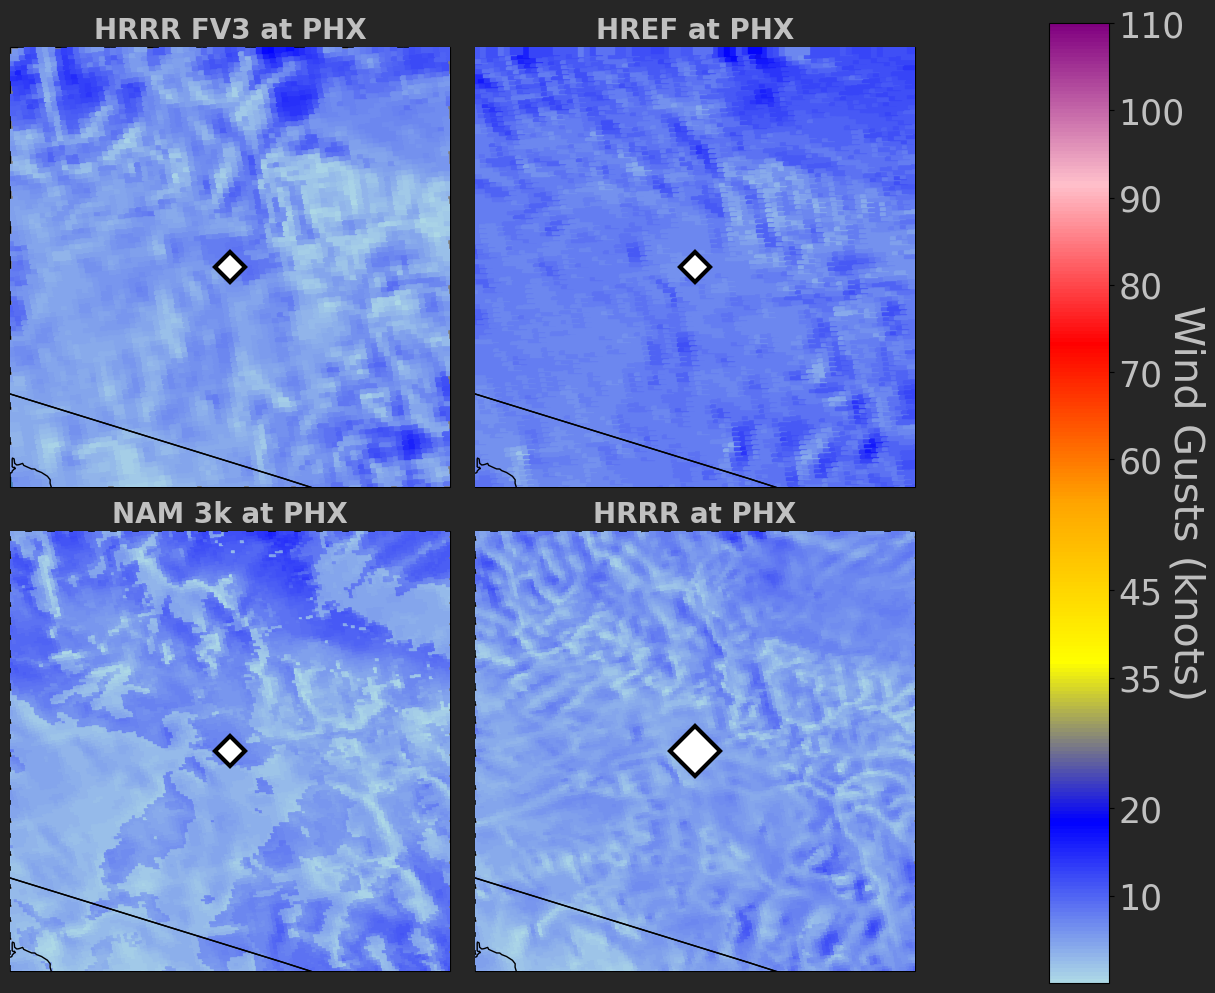 HRRR FV3 at PHX
HREF at PHX
NAM 3k at PHX
HRRR at PHX
110
100
90
80
70
60
45
35
20
10
Wind Gusts (knots)